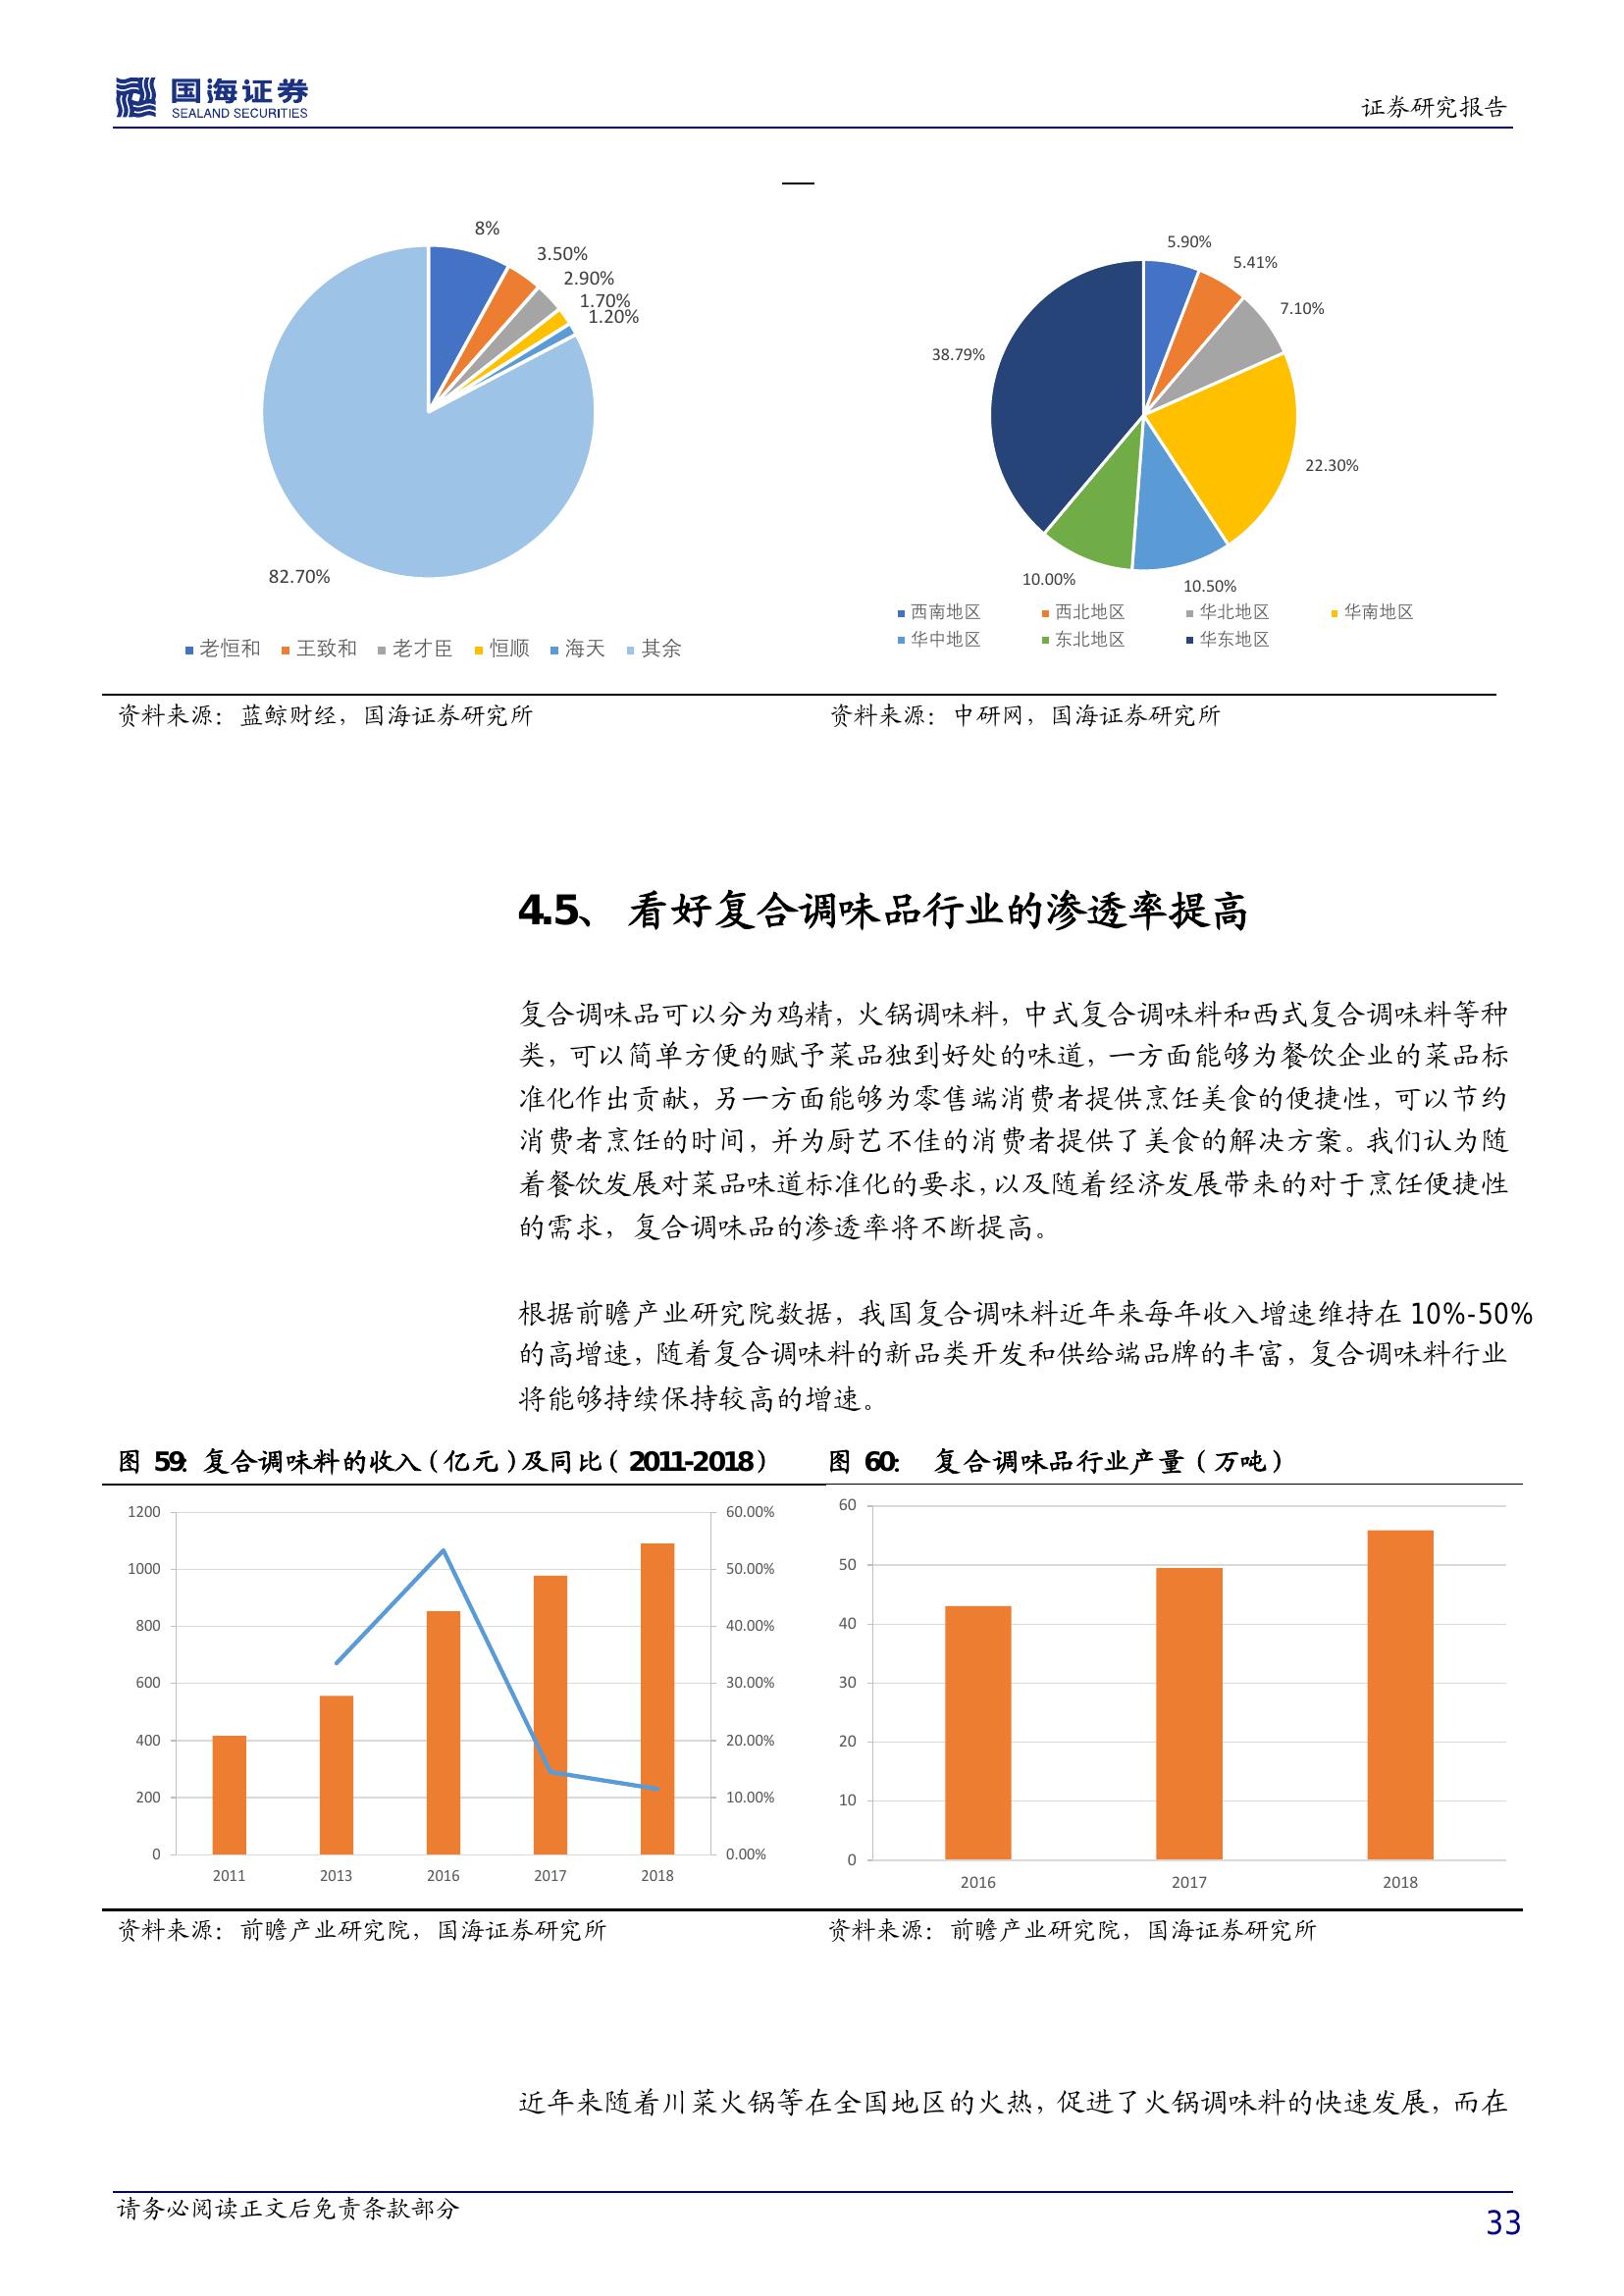 国海证券
SEALAND SECURITIES
证券研究报告
8%
3.50%
2.90%
1.70%
1.20%
82.70%
老恒和 王致和 老才臣 恒顺 海天 其余
5.90%
5.41%
7.10%
38.79%
22.30%
10.00%
10.50%
西南地区 西北地区 华北地区 华南地区
华中地区 东北地区 华东地区
资料来源：蓝鲸财经，国海证券研究所
资料来源：中研网，国海证券研究所
4.5、 看好复合调味品行业的渗透率提高
复合调味品可以分为鸡精，火锅调味料，中式复合调味料和西式复合调味料等种
类，可以简单方便的赋予菜品独到好处的味道，一方面能够为餐饮企业的菜品标
准化作出贡献，另一方面能够为零售端消费者提供烹饪美食的便捷性，可以节约
消费者烹饪的时间，并为厨艺不佳的消费者提供了美食的解决方案。我们认为随
着餐饮发展对菜品味道标准化的要求，以及随着经济发展带来的对于烹饪便捷性
的需求，复合调味品的渗透率将不断提高。
根据前瞻产业研究院数据，我国复合调味料近年来每年收入增速维持在 10%-50%
的高增速，随着复合调味料的新品类开发和供给端品牌的丰富，复合调味料行业
将能够持续保持较高的增速。
图 59: 复合调味料的收入（亿元）及同比（ 2011-2018）
1200
1000
800
600
400
200
0
60.00%
50.00%
40.00%
30.00%
20.00%
10.00%
0.00%
2011 2013 2016 2017 2018
图 60: 复合调味品行业产量（万吨）
60
50
40
30
20
10
0
2016 2017 2018
资料来源：前瞻产业研究院，国海证券研究所
资料来源：前瞻产业研究院，国海证券研究所
近年来随着川菜火锅等在全国地区的火热，促进了火锅调味料的快速发展，而在
请务必阅读正文后免责条款部分
33